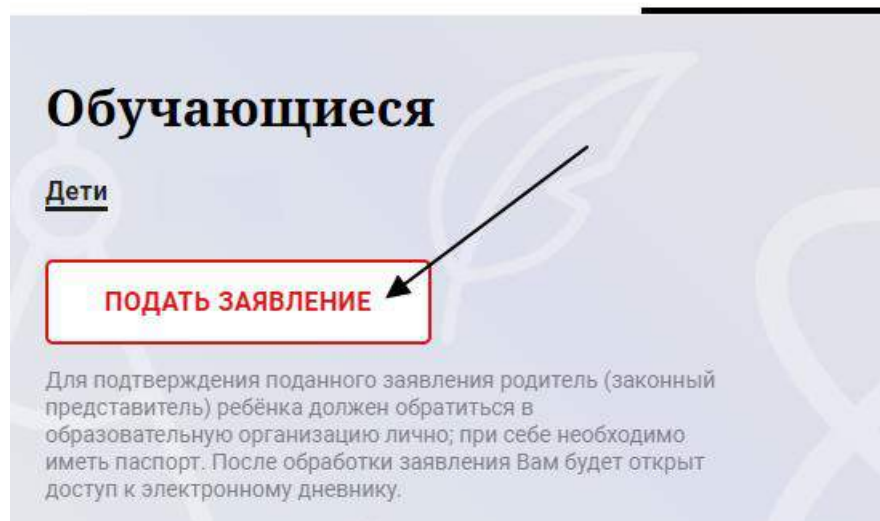 Обучающиеся
Дети
ПОДАТЬ ЗАЯВЛЕНИЕ
Для подтверждения поданного заявления родитель (законный
представитель) ребёнка должен обратиться в
образовательную организацию лично; при себе необходимо
иметь паспорт. После обработки заявления Вам будет открыт
доступ к электронному дневнику.